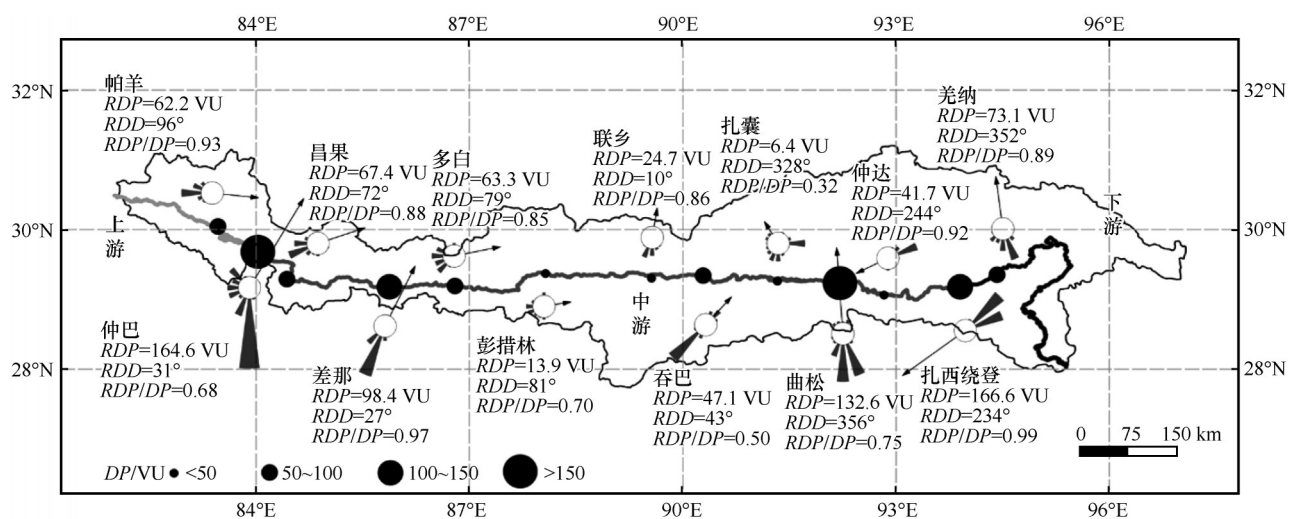 84°E 87°E 90°E 93°E 96°E
32°N 32°N
30°N 30°N
28°N 28°N
帕羊
RDP=62.2 VU
RDD=96°
RDP/DP=0.93
昌果
RDP=67.4 VU
RDD=72°
RDP/DP=0.88
多白
RDP=63.3 VU
RDD=79°
RDP/DP=0.85
联乡
RDP=24.7 VU
RDD=10°
RDP/DP=0.86
扎囊
RDP=6.4 VU
RDD=328°
RDP/DP=0.32
仲达
RDP=41.7 VU
RDD=244°
RDP/DP=0.92
羌纳
RDP=73.1 VU
RDD=352°
RDP/DP=0.89
上游
中游
下游
仲巴
RDP=164.6 VU
RDD=31°
RDP/DP=0.68
差那
RDP=98.4 VU
RDD=27°
RDP/DP=0.97
彭措林
RDP=13.9 VU
RDD=81°
RDP/DP=0.70
吞巴
RDP=47.1 VU
RDD=43°
RDP/DP=0.50
曲松
RDP=132.6 VU
RDD=356°
RDP/DP=0.75
扎西绕登
RDP=166.6 VU
RDD=234°
RDP/DP=0.99
0 75 150 km
DP/VU <50 50~100 100~150 >150
84°E 87°E 90°E 93°E 96°E